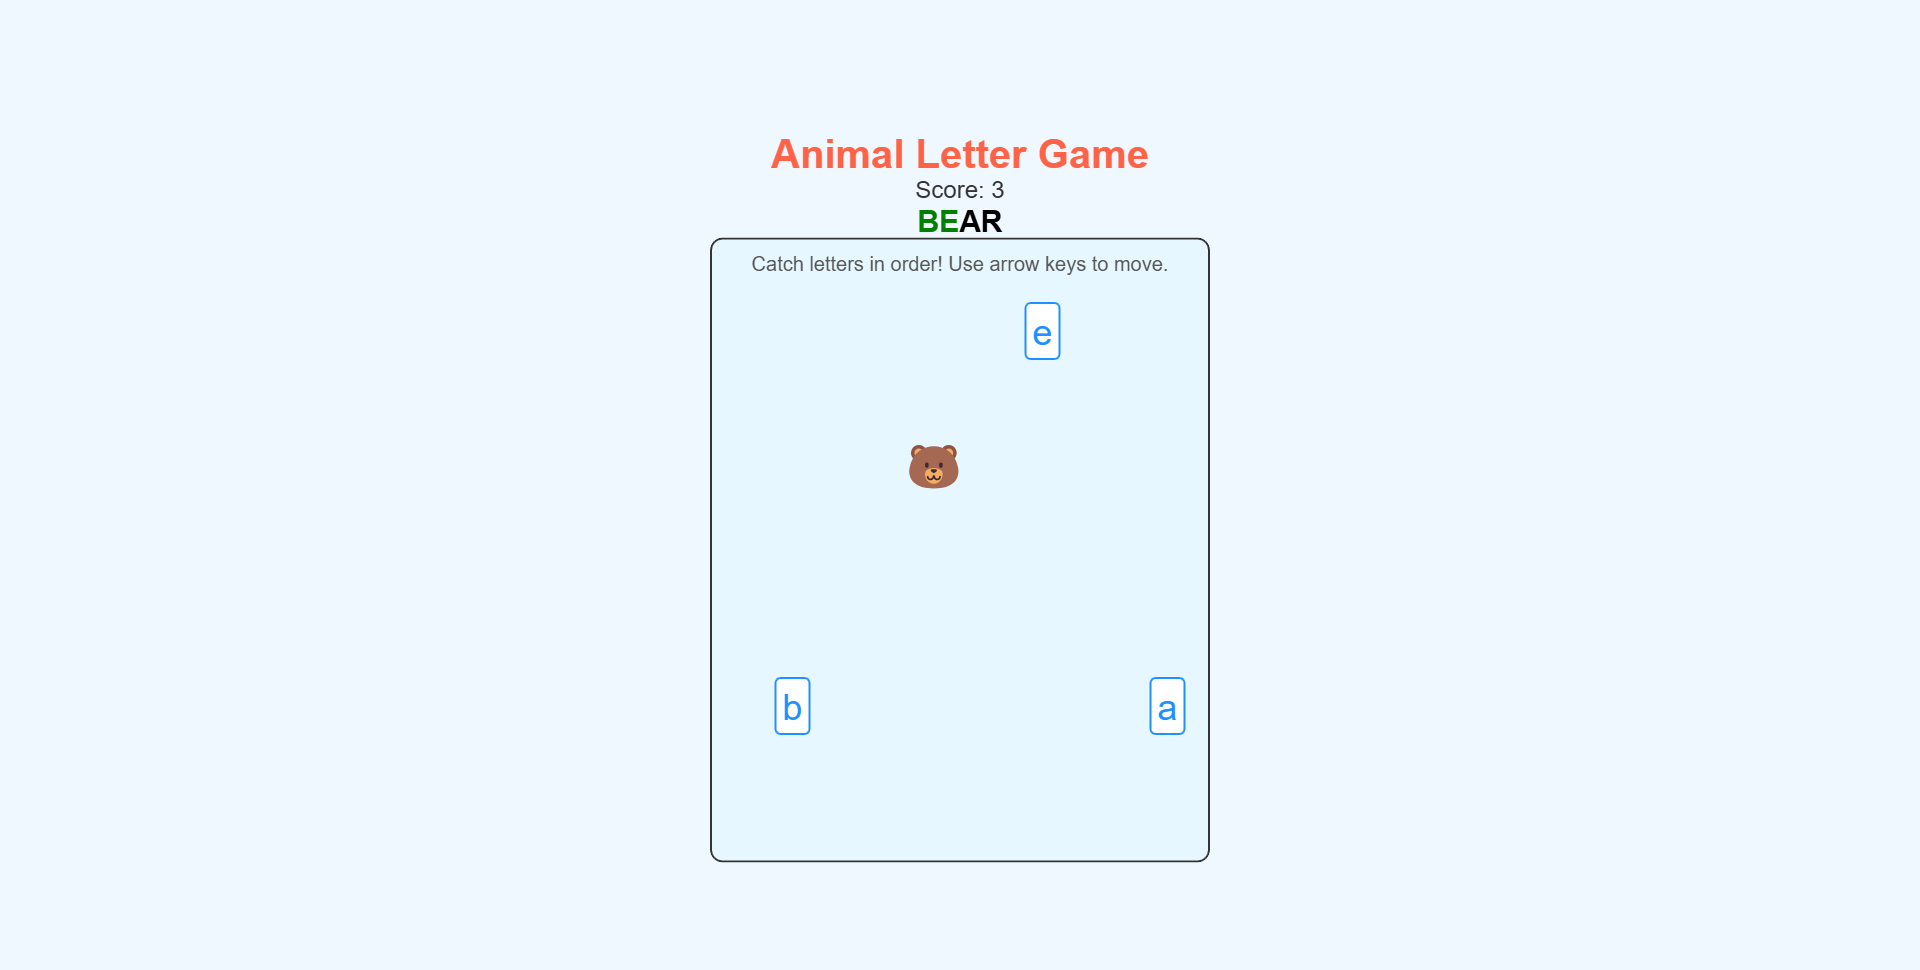 Animal Letter Game
Score: 3
BEAR
Catch letters in order! Use arrow keys to move.
e
b
a